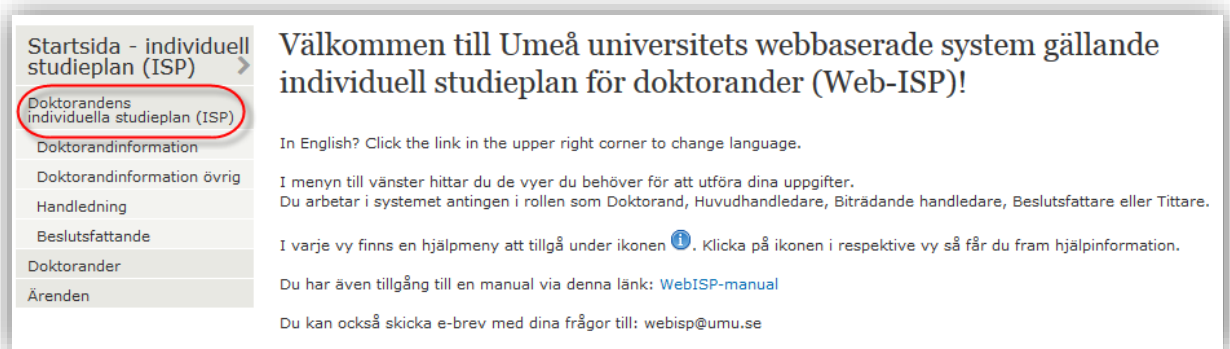 Startsida - individuell
studieplan (ISP)
Doktorandens
individuella studieplan (ISP)
Doktorandinformation
Doktorandinformation övrig
Handledning
Beslutsfattande
Doktorander
Ärenden
Välkommen till Umeå universitets webbaserade system gällande
individuell studieplan för doktorander (Web-ISP)!
In English? Click the link in the upper right corner to change language.
I menyn till vänster hittar du de vyer du behöver för att utföra dina uppgifter.
Du arbetar i systemet antingen i rollen som Doktorand, Huvudhandledare, Biträdande handledare, Beslutsfattare eller Tittare.
I varje vy finns en hjälpmeny att tillgå under ikonen i. Klicka på ikonen i respektive vy så får du fram hjälpinformation.
Du har även tillgång till en manual via denna länk: WebISP-manual
Du kan också skicka e-brev med dina frågor till: webisp@umu.se